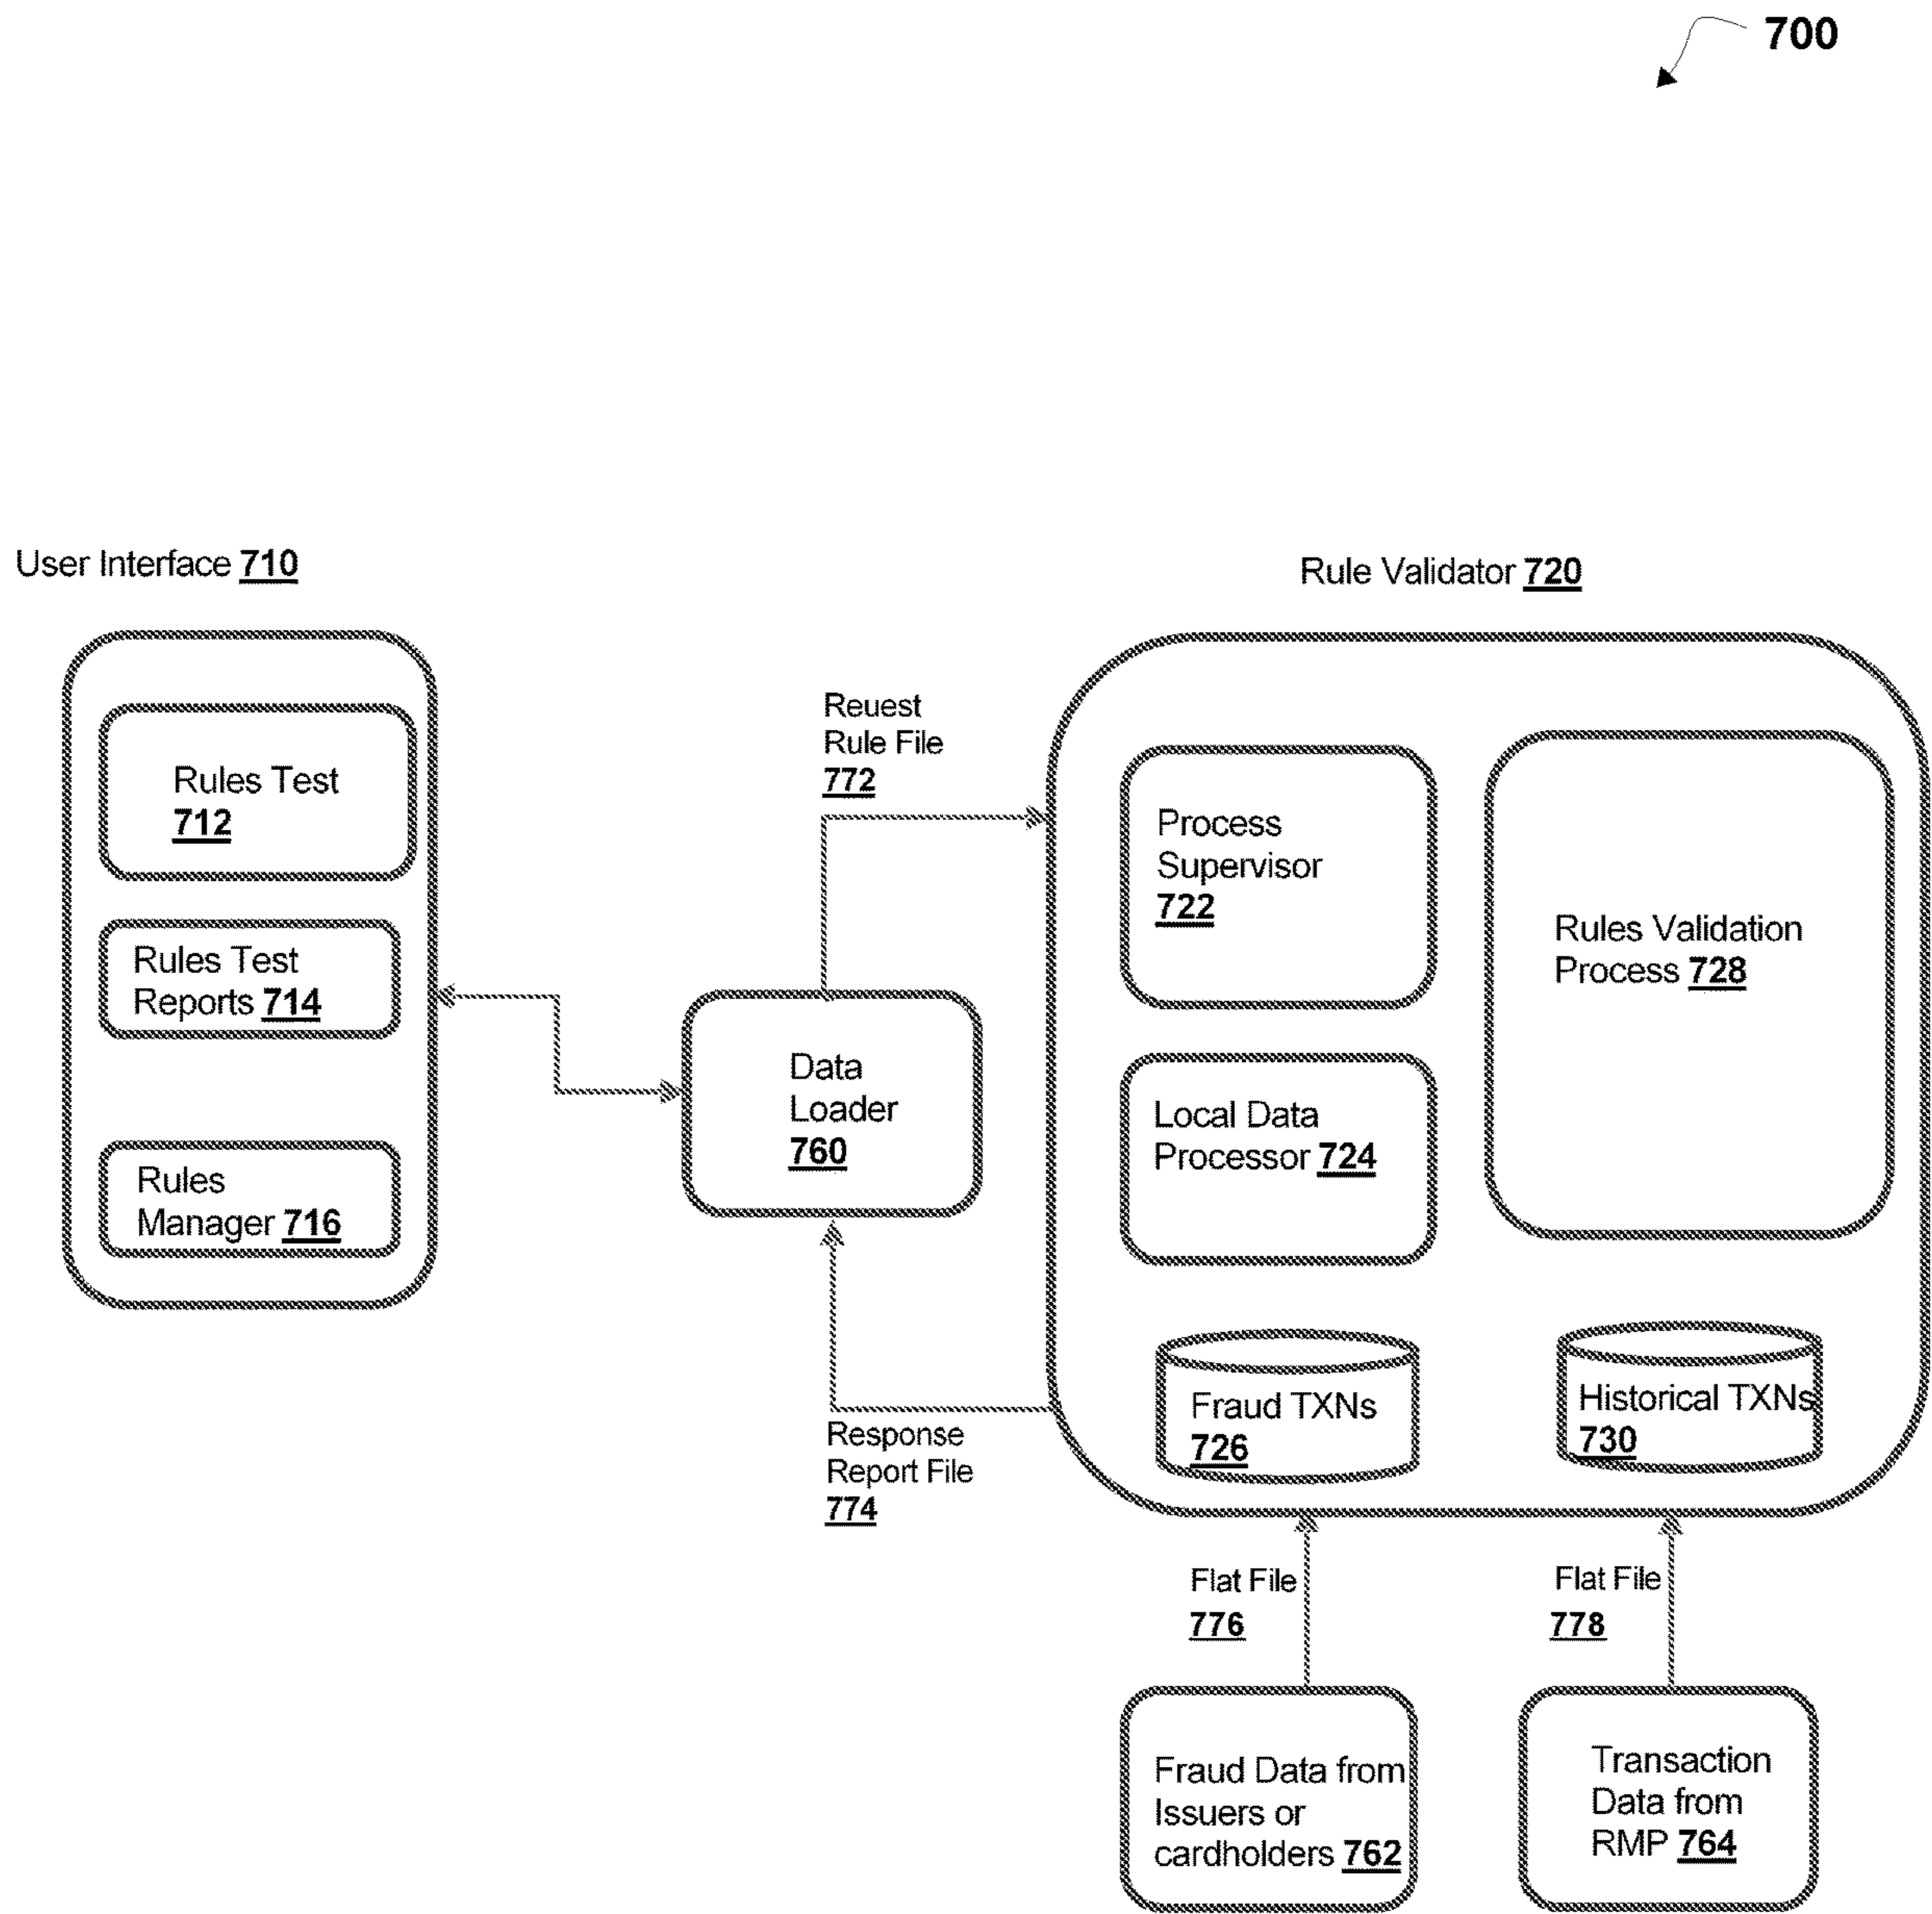 700
User Interface 710
Rule Validator 720
Rules Test
712
Rules Test
Reports 714
Rules
Manager 716
Reuest
Rule File
772
Data
Loader
760
Response
Report File
774
Process
Supervisor
722
Local Data
Processor 724
Rules Validation
Process 728
Fraud TXNs
726
Historical TXNs
730
Flat File
776
Flat File
778
Fraud Data from
Issuers or
cardholders 762
Transaction
Data from
RMP 764